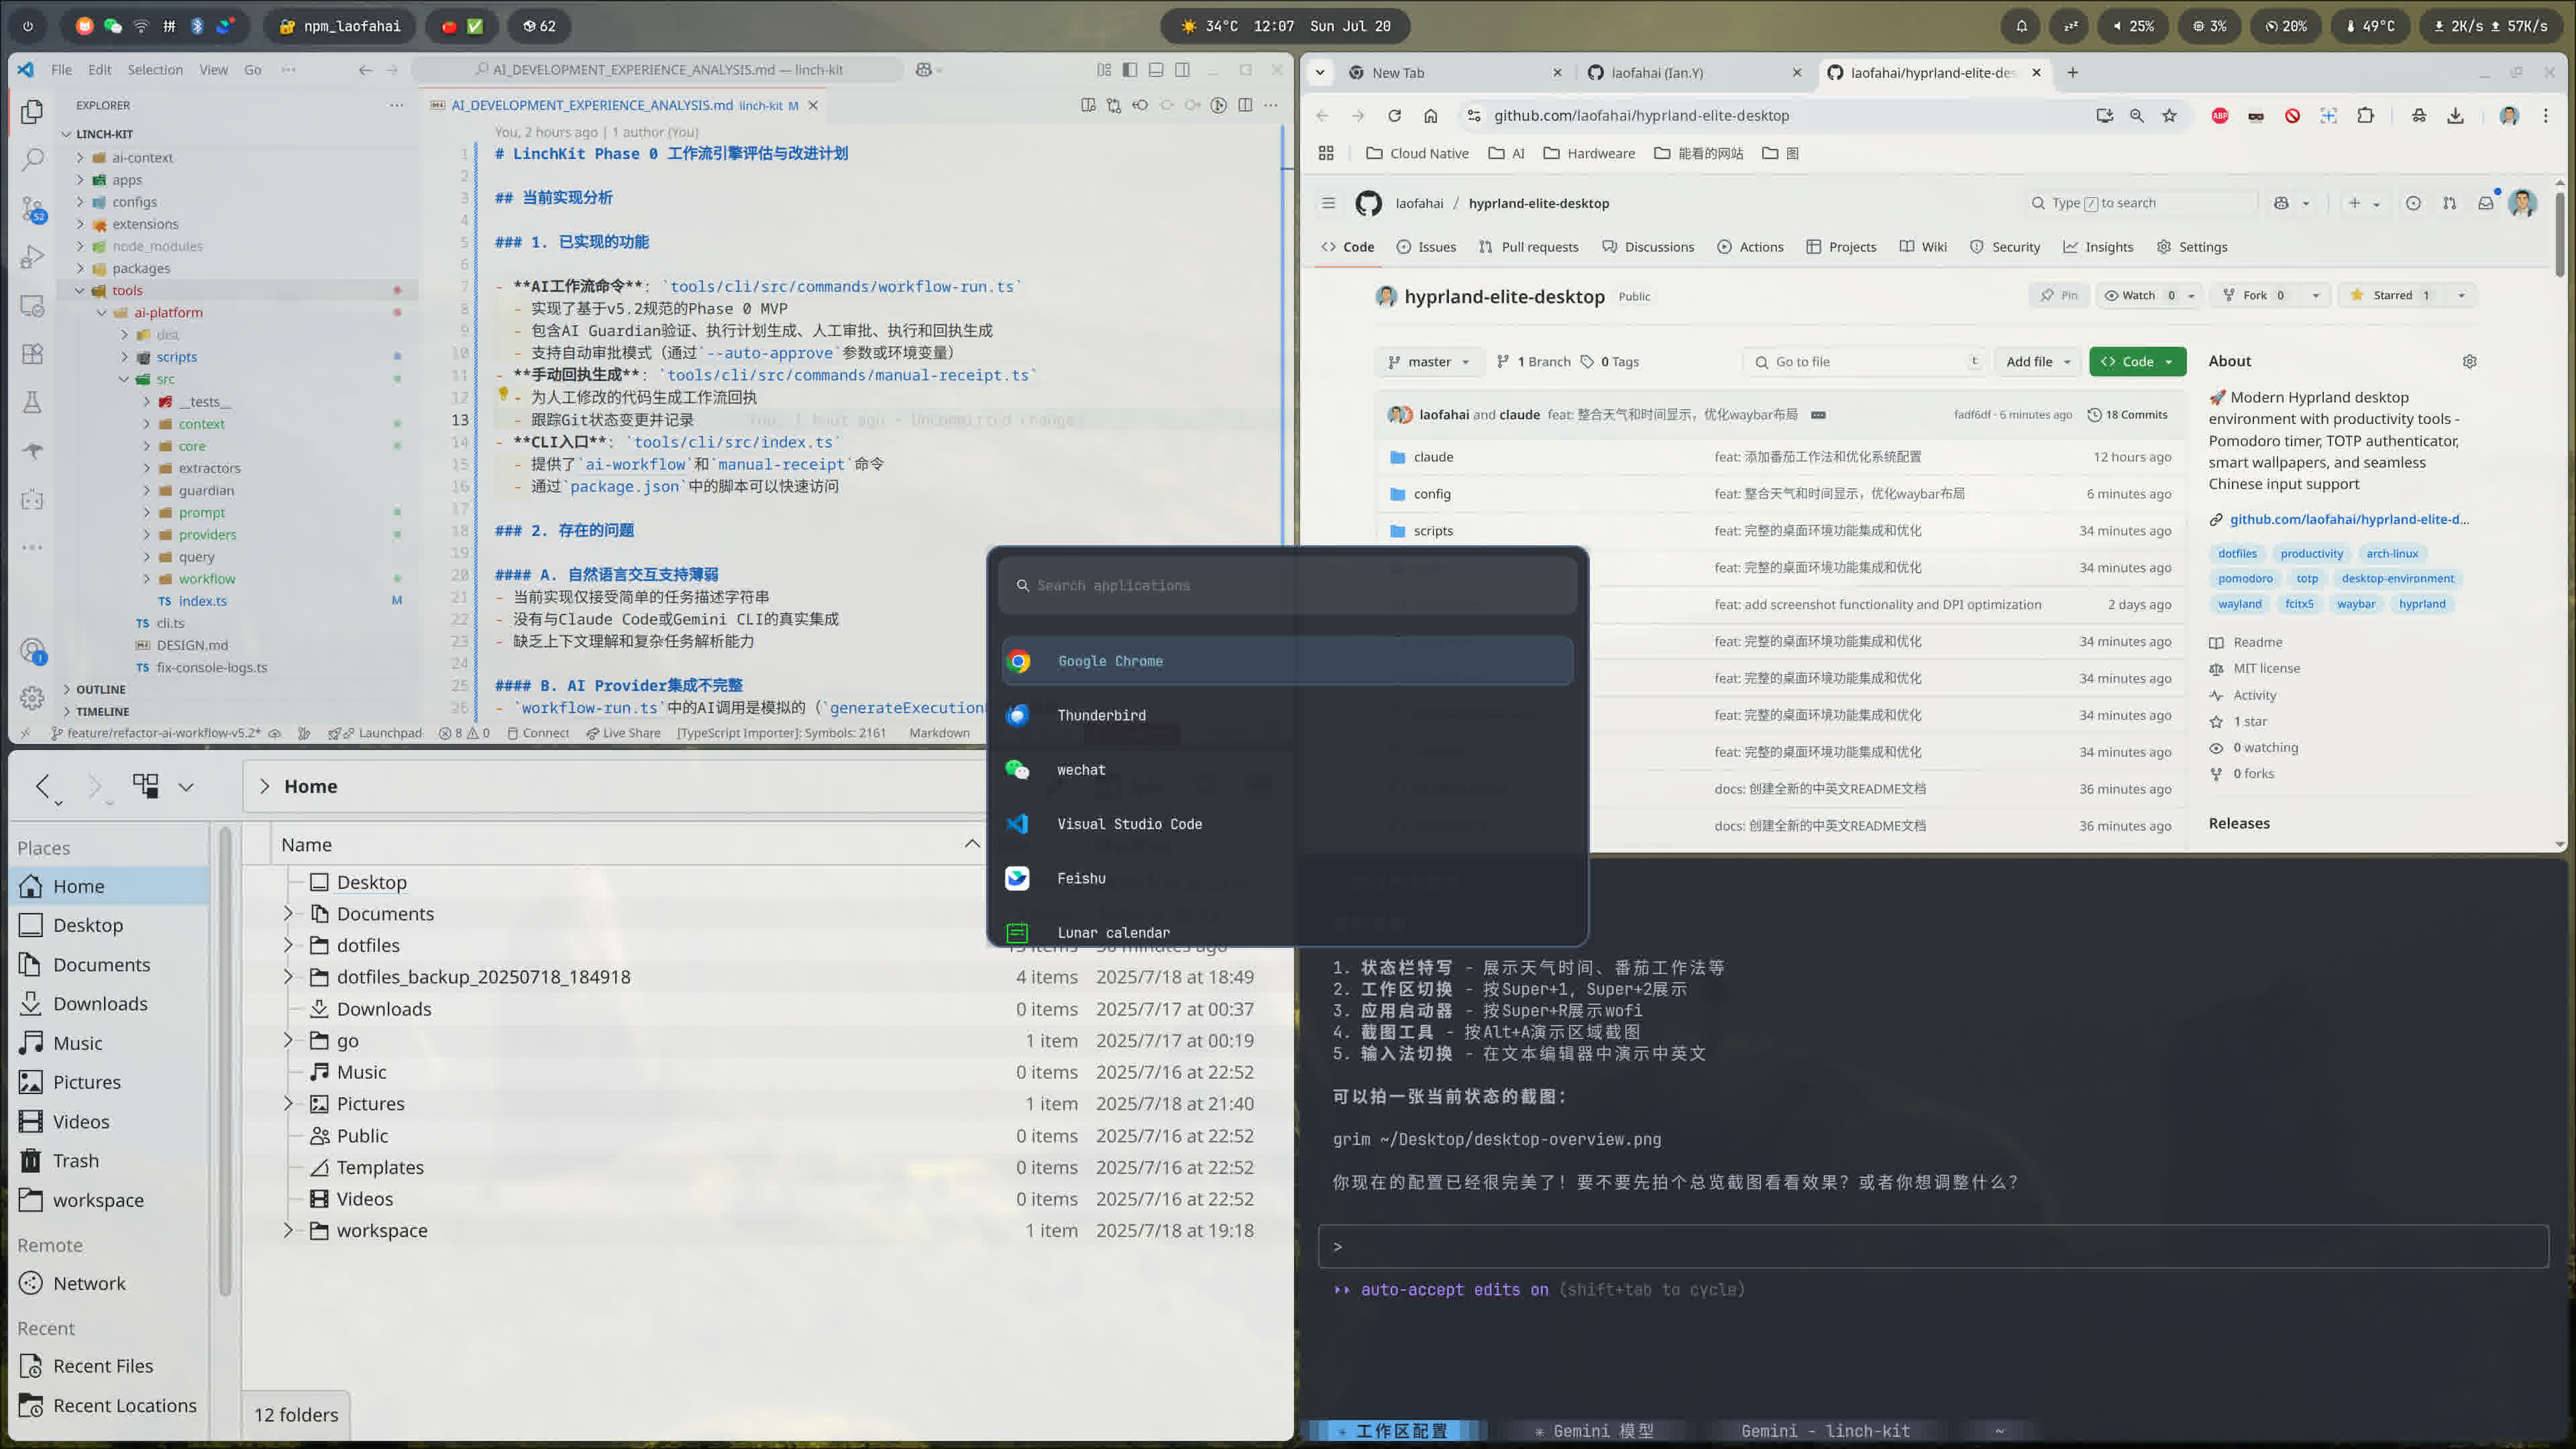 npm_laofahai
62
34°C 12:07 Sun Jul 20
25%
3%
20%
49°C
2K/s 57K/s
File Edit Selection View Go
AI_DEVELOPMENT_EXPERIENCE_ANALYSIS.md — linch-kit
EXPLORER
LINCH-KIT
ai-context
apps
configs
extensions
node_modules
packages
tools
ai-platform
dist
scripts
src
__tests__
context
core
extractors
guardian
prompt
providers
query
workflow
TS index.ts M
TS cli.ts
DESIGN.md
TS fix-console-logs.ts
OUTLINE
TIMELINE
52
AI_DEVELOPMENT_EXPERIENCE_ANALYSIS.md linch-kit M
You, 2 hours ago | 1 author (You)
1 # LinchKit Phase 0 工作流引擎评估与改进计划
2
3 ## 当前实现分析
4
5 ### 1. 已实现的功能
6
7 - **AI工作流命令**: `tools/cli/src/commands/workflow-run.ts`
8 - 实现了基于v5.2规范的Phase 0 MVP
9 - 包含AI Guardian验证、执行计划生成、人工审批、执行和回执生成
10 - 支持自动审批模式（通过`--auto-approve`参数或环境变量）
11 - **手动回执生成**: `tools/cli/src/commands/manual-receipt.ts`
12 - 为人工修改的代码生成工作流回执
13 - 跟踪Git状态变更并记录 You, 1 hour ago • Uncommitted changes
14 - **CLI入口**: `tools/cli/src/index.ts`
15 - 提供了`ai-workflow`和`manual-receipt`命令
16 - 通过`package.json`中的脚本可以快速访问
17
18 ### 2. 存在的问题
19
20 #### A. 自然语言交互支持薄弱
21 - 当前实现仅接受简单的任务描述字符串
22 - 没有与Claude Code或Gemini CLI的真实集成
23 - 缺乏上下文理解和复杂任务解析能力
24
25 #### B. AI Provider集成不完整
26 - `workflow-run.ts`中的AI调用是模拟的（`generateExecution
feature/refactor-ai-workflow-v5.2* Launchpad 8 0 Connect Live Share [TypeScript Importer]: Symbols: 2161 Markdown
New Tab
laofahai (Ian.Y)
laofahai/hyprland-elite-des
github.com/laofahai/hyprland-elite-desktop
Cloud Native AI Hardweare 能看的网站 图
laofahai / hyprland-elite-desktop
Type / to search
Code Issues Pull requests Discussions Actions Projects Wiki Security Insights Settings
hyprland-elite-desktop Public
Pin Watch 0 Fork 0 Starred 1
master 1 Branch 0 Tags Go to file t Add file Code
laofahai and claude feat: 整合天气和时间显示，优化waybar布局 fadf6df · 6 minutes ago 18 Commits
claude feat: 添加番茄工作法和优化系统配置 12 hours ago
config feat: 整合天气和时间显示，优化waybar布局 6 minutes ago
scripts feat: 完整的桌面环境功能集成和优化 34 minutes ago
feat: 完整的桌面环境功能集成和优化 34 minutes ago
feat: add screenshot functionality and DPI optimization 2 days ago
feat: 完整的桌面环境功能集成和优化 34 minutes ago
feat: 完整的桌面环境功能集成和优化 34 minutes ago
feat: 完整的桌面环境功能集成和优化 34 minutes ago
feat: 完整的桌面环境功能集成和优化 34 minutes ago
docs: 创建全新的中英文README文档 36 minutes ago
docs: 创建全新的中英文README文档 36 minutes ago
About
🚀 Modern Hyprland desktop
environment with productivity tools -
Pomodoro timer, TOTP authenticator,
smart wallpapers, and seamless
Chinese input support
github.com/laofahai/hyprland-elite-d...
dotfiles productivity arch-linux
pomodoro totp desktop-environment
wayland fcitx5 waybar hyprland
Readme
MIT license
Activity
1 star
0 watching
0 forks
Releases
Search applications
Google Chrome
Thunderbird
wechat
Visual Studio Code
Feishu
Lunar calendar
Home
Places
Home
Desktop
Documents
Downloads
Music
Pictures
Videos
Trash
workspace
Remote
Network
Recent
Recent Files
Recent Locations
Name
Desktop
Documents
dotfiles
dotfiles_backup_20250718_184918 4 items 2025/7/18 at 18:49
Downloads 0 items 2025/7/17 at 00:37
go 1 item 2025/7/17 at 00:19
Music 0 items 2025/7/16 at 22:52
Pictures 1 item 2025/7/18 at 21:40
Public 0 items 2025/7/16 at 22:52
Templates 0 items 2025/7/16 at 22:52
Videos 0 items 2025/7/16 at 22:52
workspace 1 item 2025/7/18 at 19:18
12 folders
1. 状态栏特写 - 展示天气时间、番茄工作法等
2. 工作区切换 - 按Super+1, Super+2展示
3. 应用启动器 - 按Super+R展示wofi
4. 截图工具 - 按Alt+A演示区域截图
5. 输入法切换 - 在文本编辑器中演示中英文
可以拍一张当前状态的截图：
grim ~/Desktop/desktop-overview.png
你现在的配置已经很完美了！要不要先拍个总览截图看看效果？或者你想调整什么？
>
auto-accept edits on (shift+tab to cycle)
工作区配置
Gemini 模型
Gemini - linch-kit
~